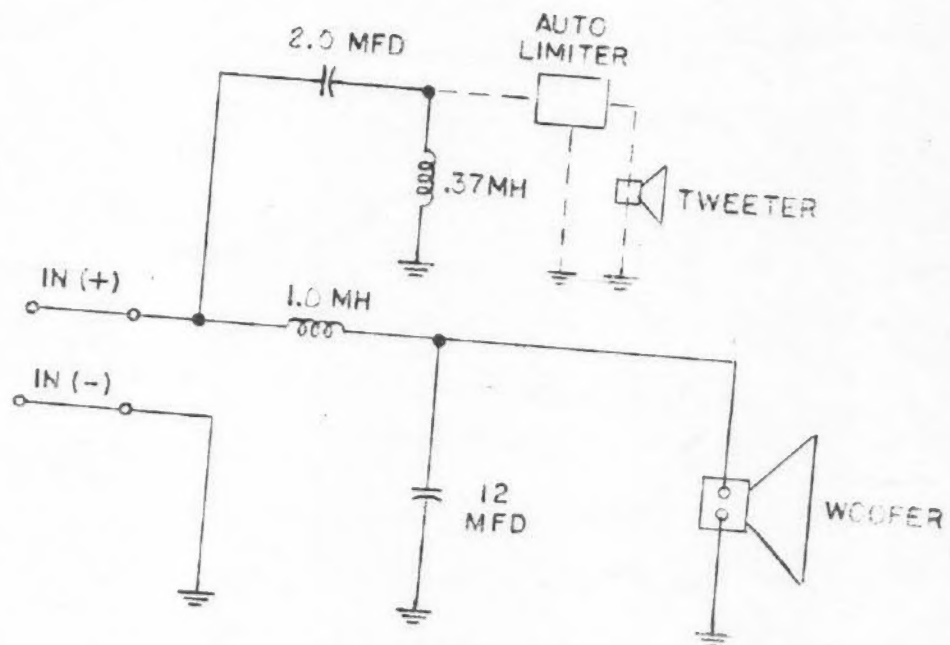 AUTO
LIMITER
2.0 MFD
.37MH
TWEETER
IN (+)
1.0 MH
IN (-)
12
MFD
WOOFER